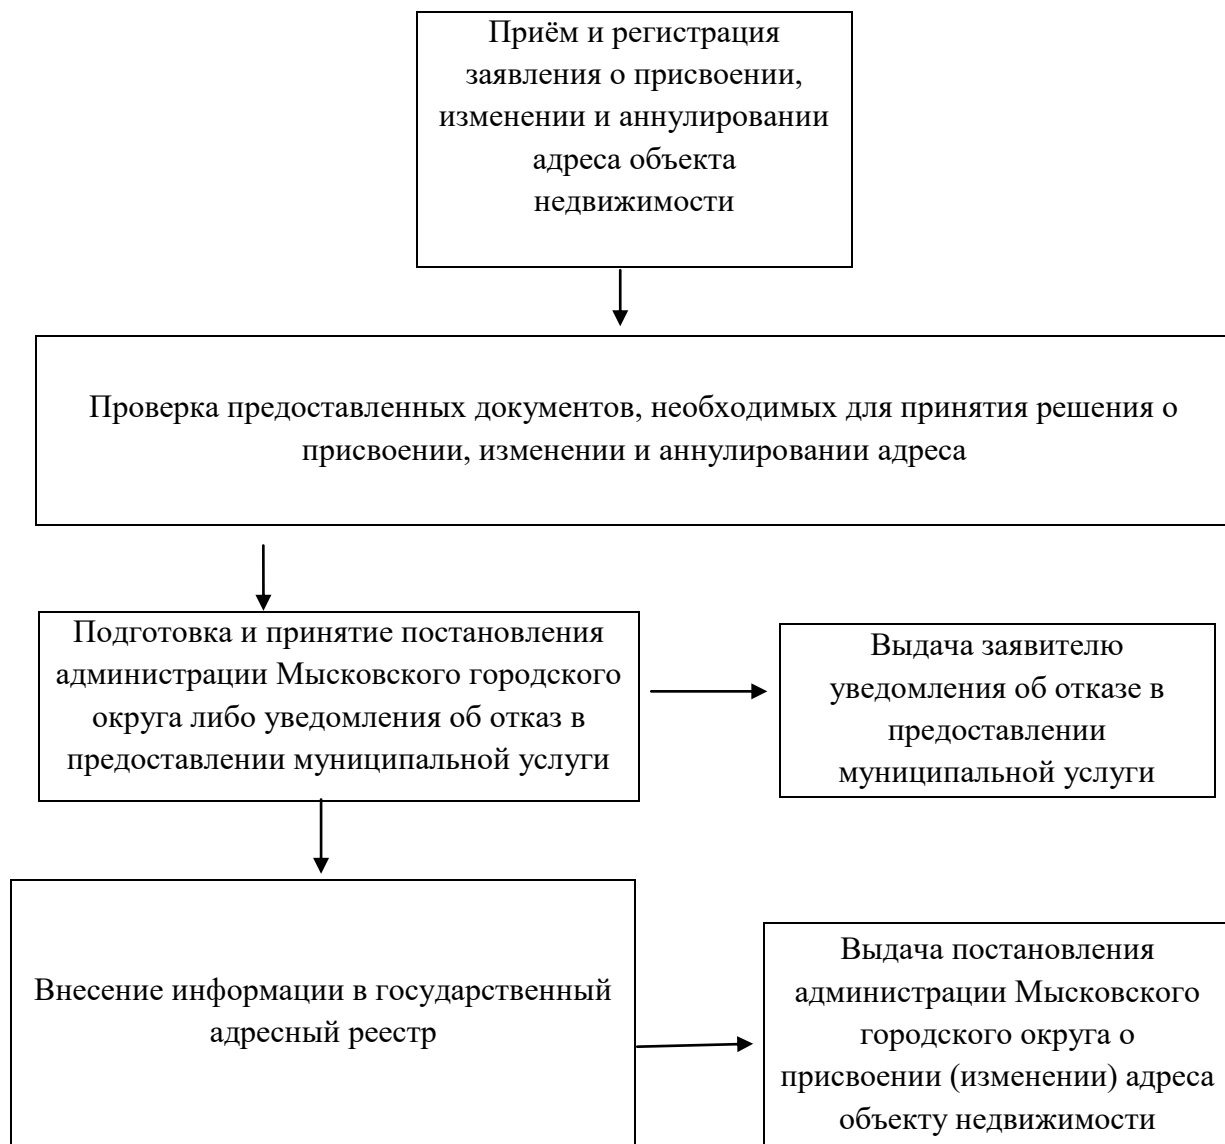 Приём и регистрация
заявления о присвоении,
изменении и аннулировании
адреса объекта
недвижимости
Проверка предоставленных документов, необходимых для принятия решения о
присвоении, изменении и аннулировании адреса
Подготовка и принятие постановления
администрации Мысковского городского
округа либо уведомления об отказ в
предоставлении муниципальной услуги
Выдача заявителю
уведомления об отказе в
предоставлении
муниципальной услуги
Внесение информации в государственный
адресный реестр
Выдача постановления
администрации Мысковского
городского округа о
присвоении (изменении) адреса
объекту недвижимости